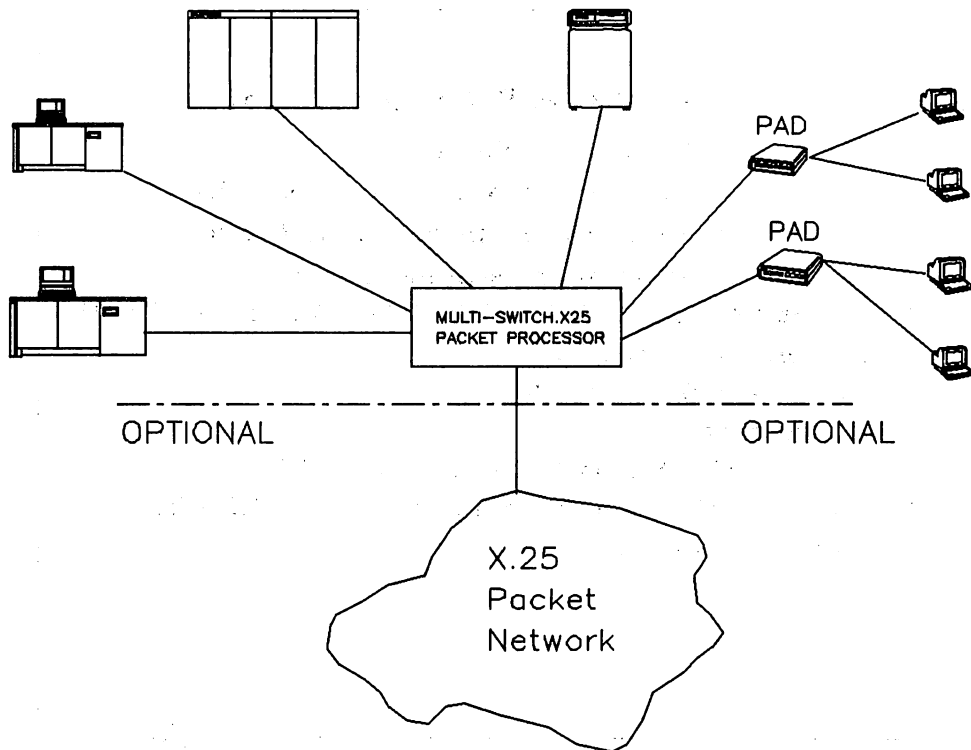 PAD
PAD
MULTI-SWITCH.X25
PACKET PROCESSOR
OPTIONAL
OPTIONAL
X.25
Packet
Network